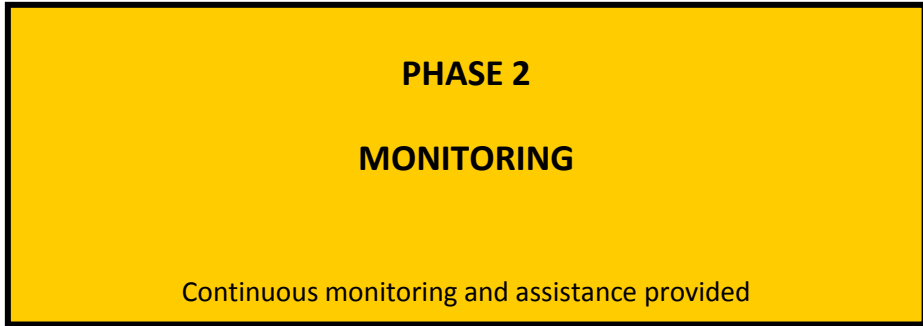 PHASE 2
MONITORING
Continuous monitoring and assistance provided